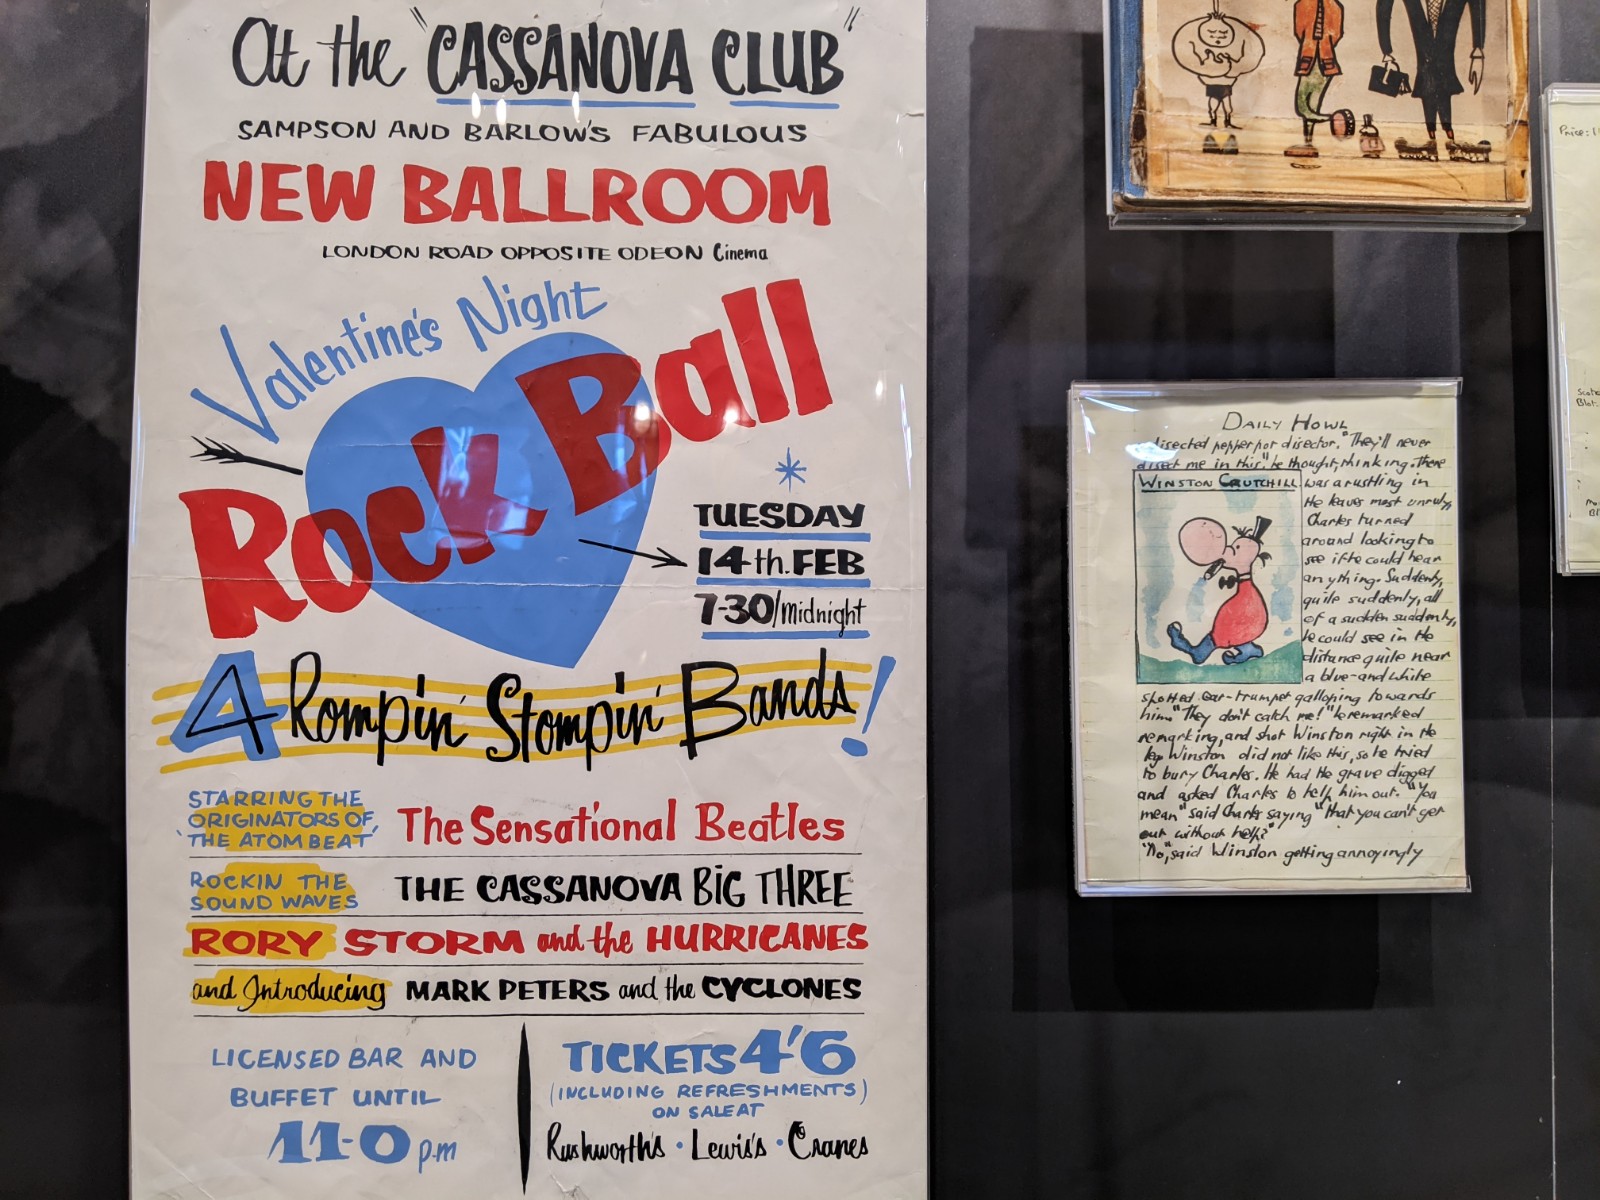 At the "CASSANOVA CLUB"
SAMPSON AND BARLOW'S FABULOUS
NEW BALLROOM
LONDON ROAD OPPOSITE ODEON Cinema
Valentine's Night
Rock Ball
TUESDAY
14th. FEB
7-30/midnight
4 Rompin' Stompin' Bands!
STARRING THE
ORIGINATORS OF
'THE ATOM BEAT'
The Sensational Beatles
ROCKIN THE
SOUND WAVES
THE CASSANOVA BIG THREE
RORY STORM and the HURRICANES
and Introducing MARK PETERS and the CYCLONES
LICENSED BAR AND
BUFFET UNTIL
11-0 p.m
TICKETS 4'6
(INCLUDING REFRESHMENTS)
ON SALE AT
Rushworth's · Lewis's · Cranes
DAILY HOWL
disected pepperpot disector. "They'll never
disect me in this." he thought, thinking. There
WINSTON CRUTCHILL
was a rustling in
the leaves most unruly,
Charles turned
around looking to
see if he could hear
anything. Suddenly,
quite suddenly, all
of a sudden suddenly,
he could see in the
distance quite near
a blue-and white
spotted ear-trumpet galloping towards
him. "They don't catch me!" he remarked
remarking, and shot Winston right in the
leg. Winston did not like this, so he tried
to bury Charles. He had the grave digged
and asked Charles to help him out. "You
mean" said Charles saying "that you can't get
out without help?"
"No," said Winston getting annoyingly
Price: